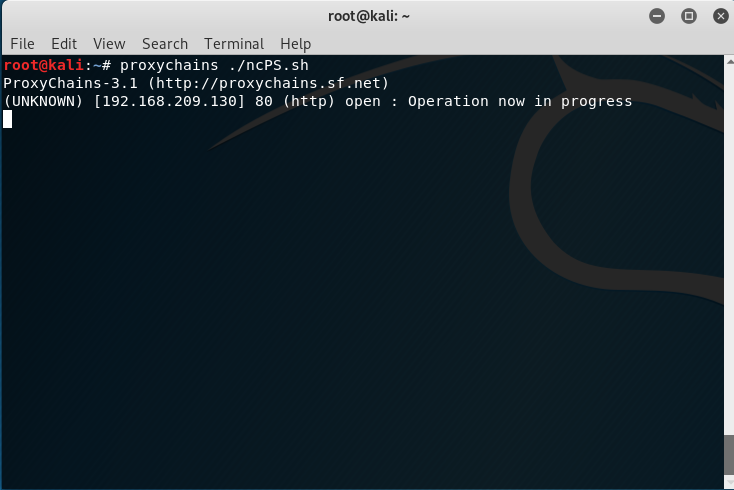 root@kali: ~
File Edit View Search Terminal Help
root@kali:~# proxychains ./ncPS.sh
ProxyChains-3.1 (http://proxychains.sf.net)
(UNKNOWN) [192.168.209.130] 80 (http) open : Operation now in progress